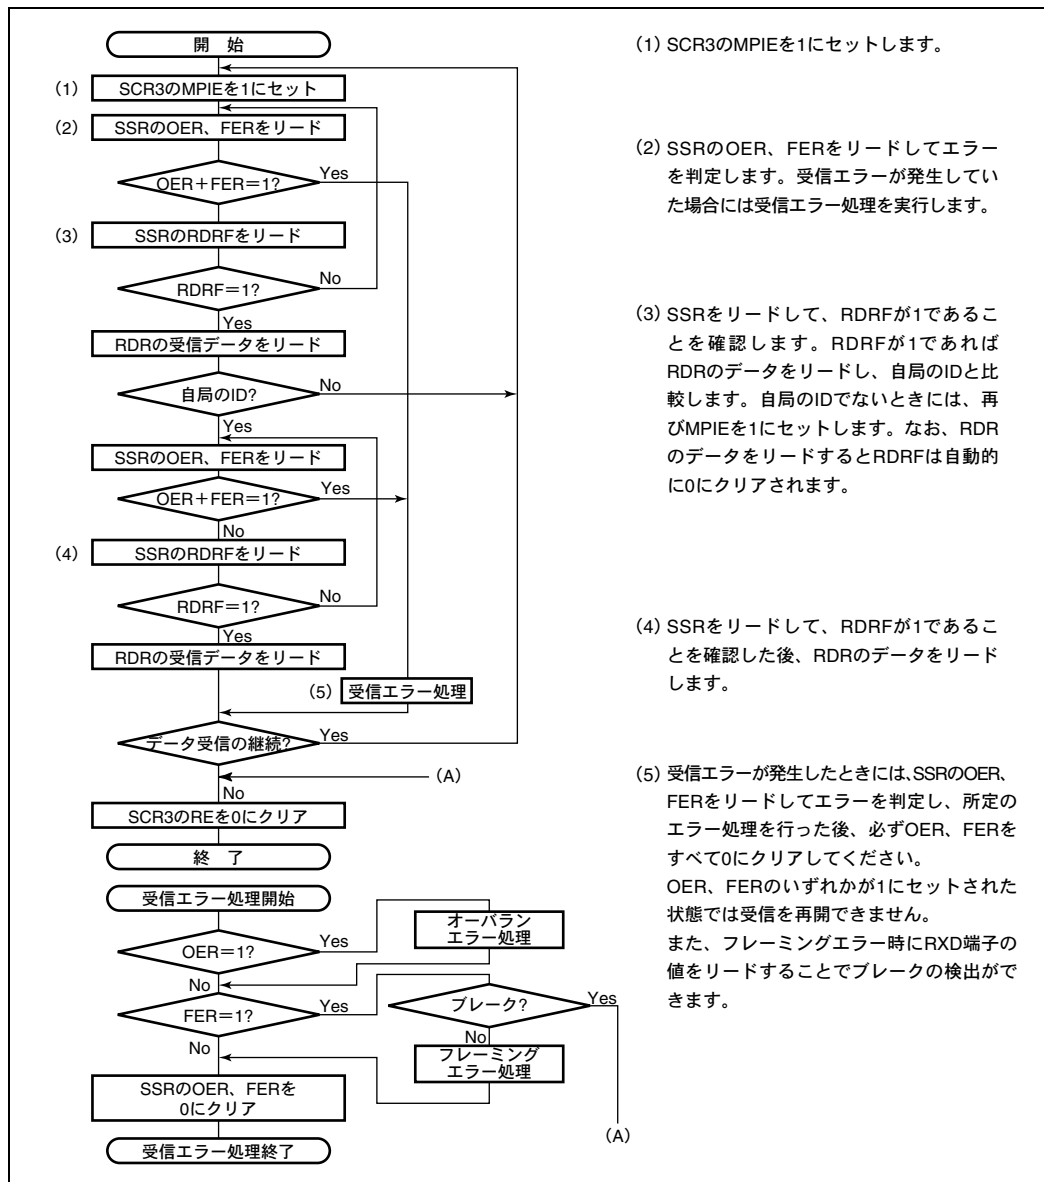 開　始
(1) SCR3のMPIEを1にセット
(2) SSRのOER、FERをリード
OER＋FER＝1?
Yes
(3) SSRのRDRFをリード
RDRF＝1?
No
Yes
RDRの受信データをリード
自局のID?
No
Yes
SSRのOER、FERをリード
OER＋FER＝1?
Yes
No
(4) SSRのRDRFをリード
RDRF＝1?
No
Yes
RDRの受信データをリード
(5) 受信エラー処理
データ受信の継続?
Yes
(A)
No
SCR3のREを0にクリア
終　了
受信エラー処理開始
OER＝1?
Yes
オーバラン
エラー処理
No
FER＝1?
Yes
ブレーク?
Yes
No
No
フレーミング
エラー処理
SSRのOER、FERを
0にクリア
(A)
受信エラー処理終了
(1) SCR3のMPIEを1にセットします。
(2) SSRのOER、FERをリードしてエラー
を判定します。受信エラーが発生してい
た場合には受信エラー処理を実行します。
(3) SSRをリードして、RDRFが1であるこ
とを確認します。RDRFが1であれば
RDRのデータをリードし、自局のIDと比
較します。自局のIDでないときには、再
びMPIEを1にセットします。なお、RDR
のデータをリードするとRDRFは自動的
に0にクリアされます。
(4) SSRをリードして、RDRFが1であるこ
とを確認した後、RDRのデータをリード
します。
(5) 受信エラーが発生したときには、SSRのOER、
FERをリードしてエラーを判定し、所定の
エラー処理を行った後、必ずOER、FERを
すべて0にクリアしてください。
OER、FERのいずれかが1にセットされた
状態では受信を再開できません。
また、フレーミングエラー時にRXD端子の
値をリードすることでブレークの検出がで
きます。